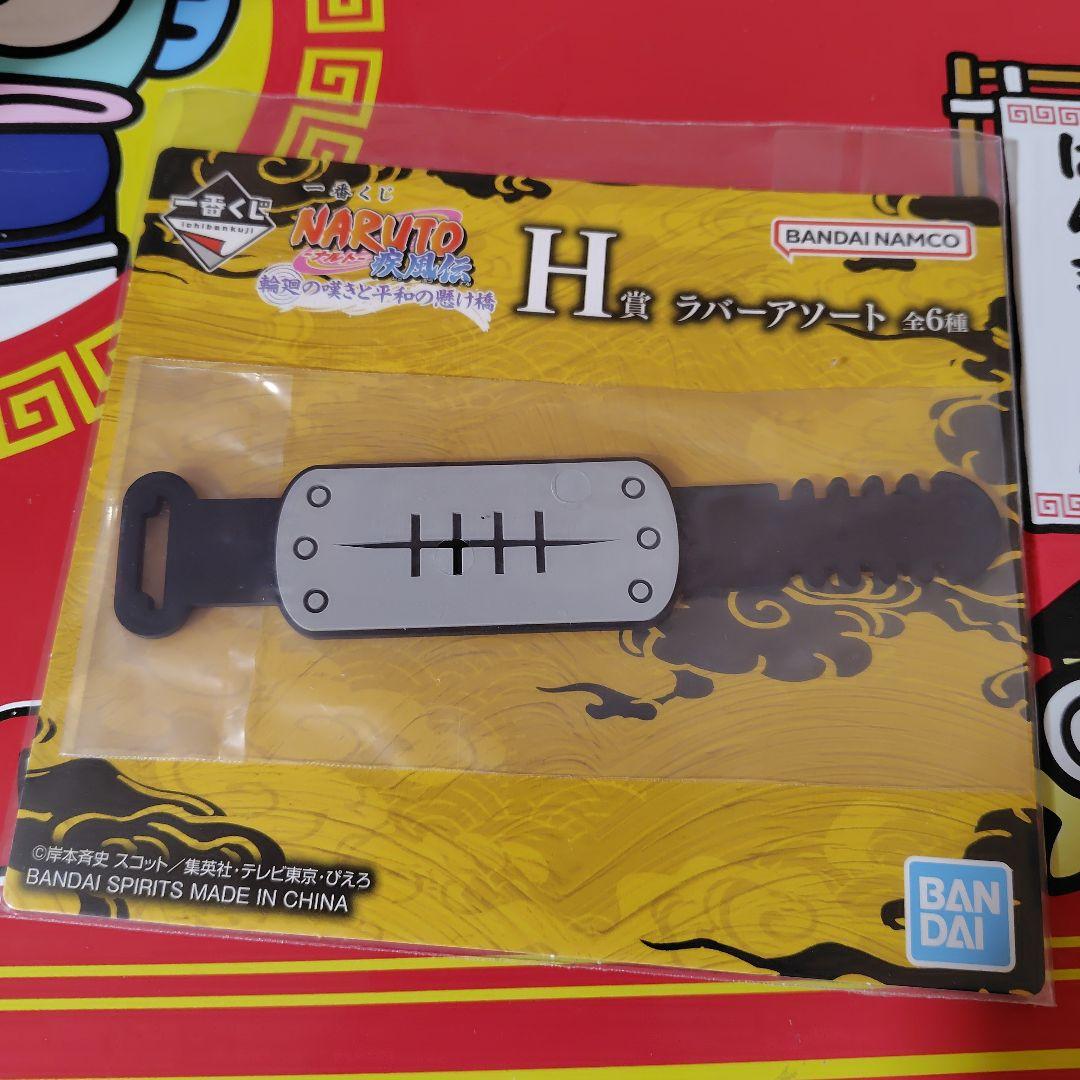 一番くじ
ichibankuji
一番くじ
NARUTO
-ナルト-
疾風伝
輪廻の嘆きと平和の懸け橋
H賞 ラバーアソート 全6種
BANDAI NAMCO
©岸本斉史 スコット／集英社・テレビ東京・ぴえろ
BANDAI SPIRITS MADE IN CHINA
BAN
DAI